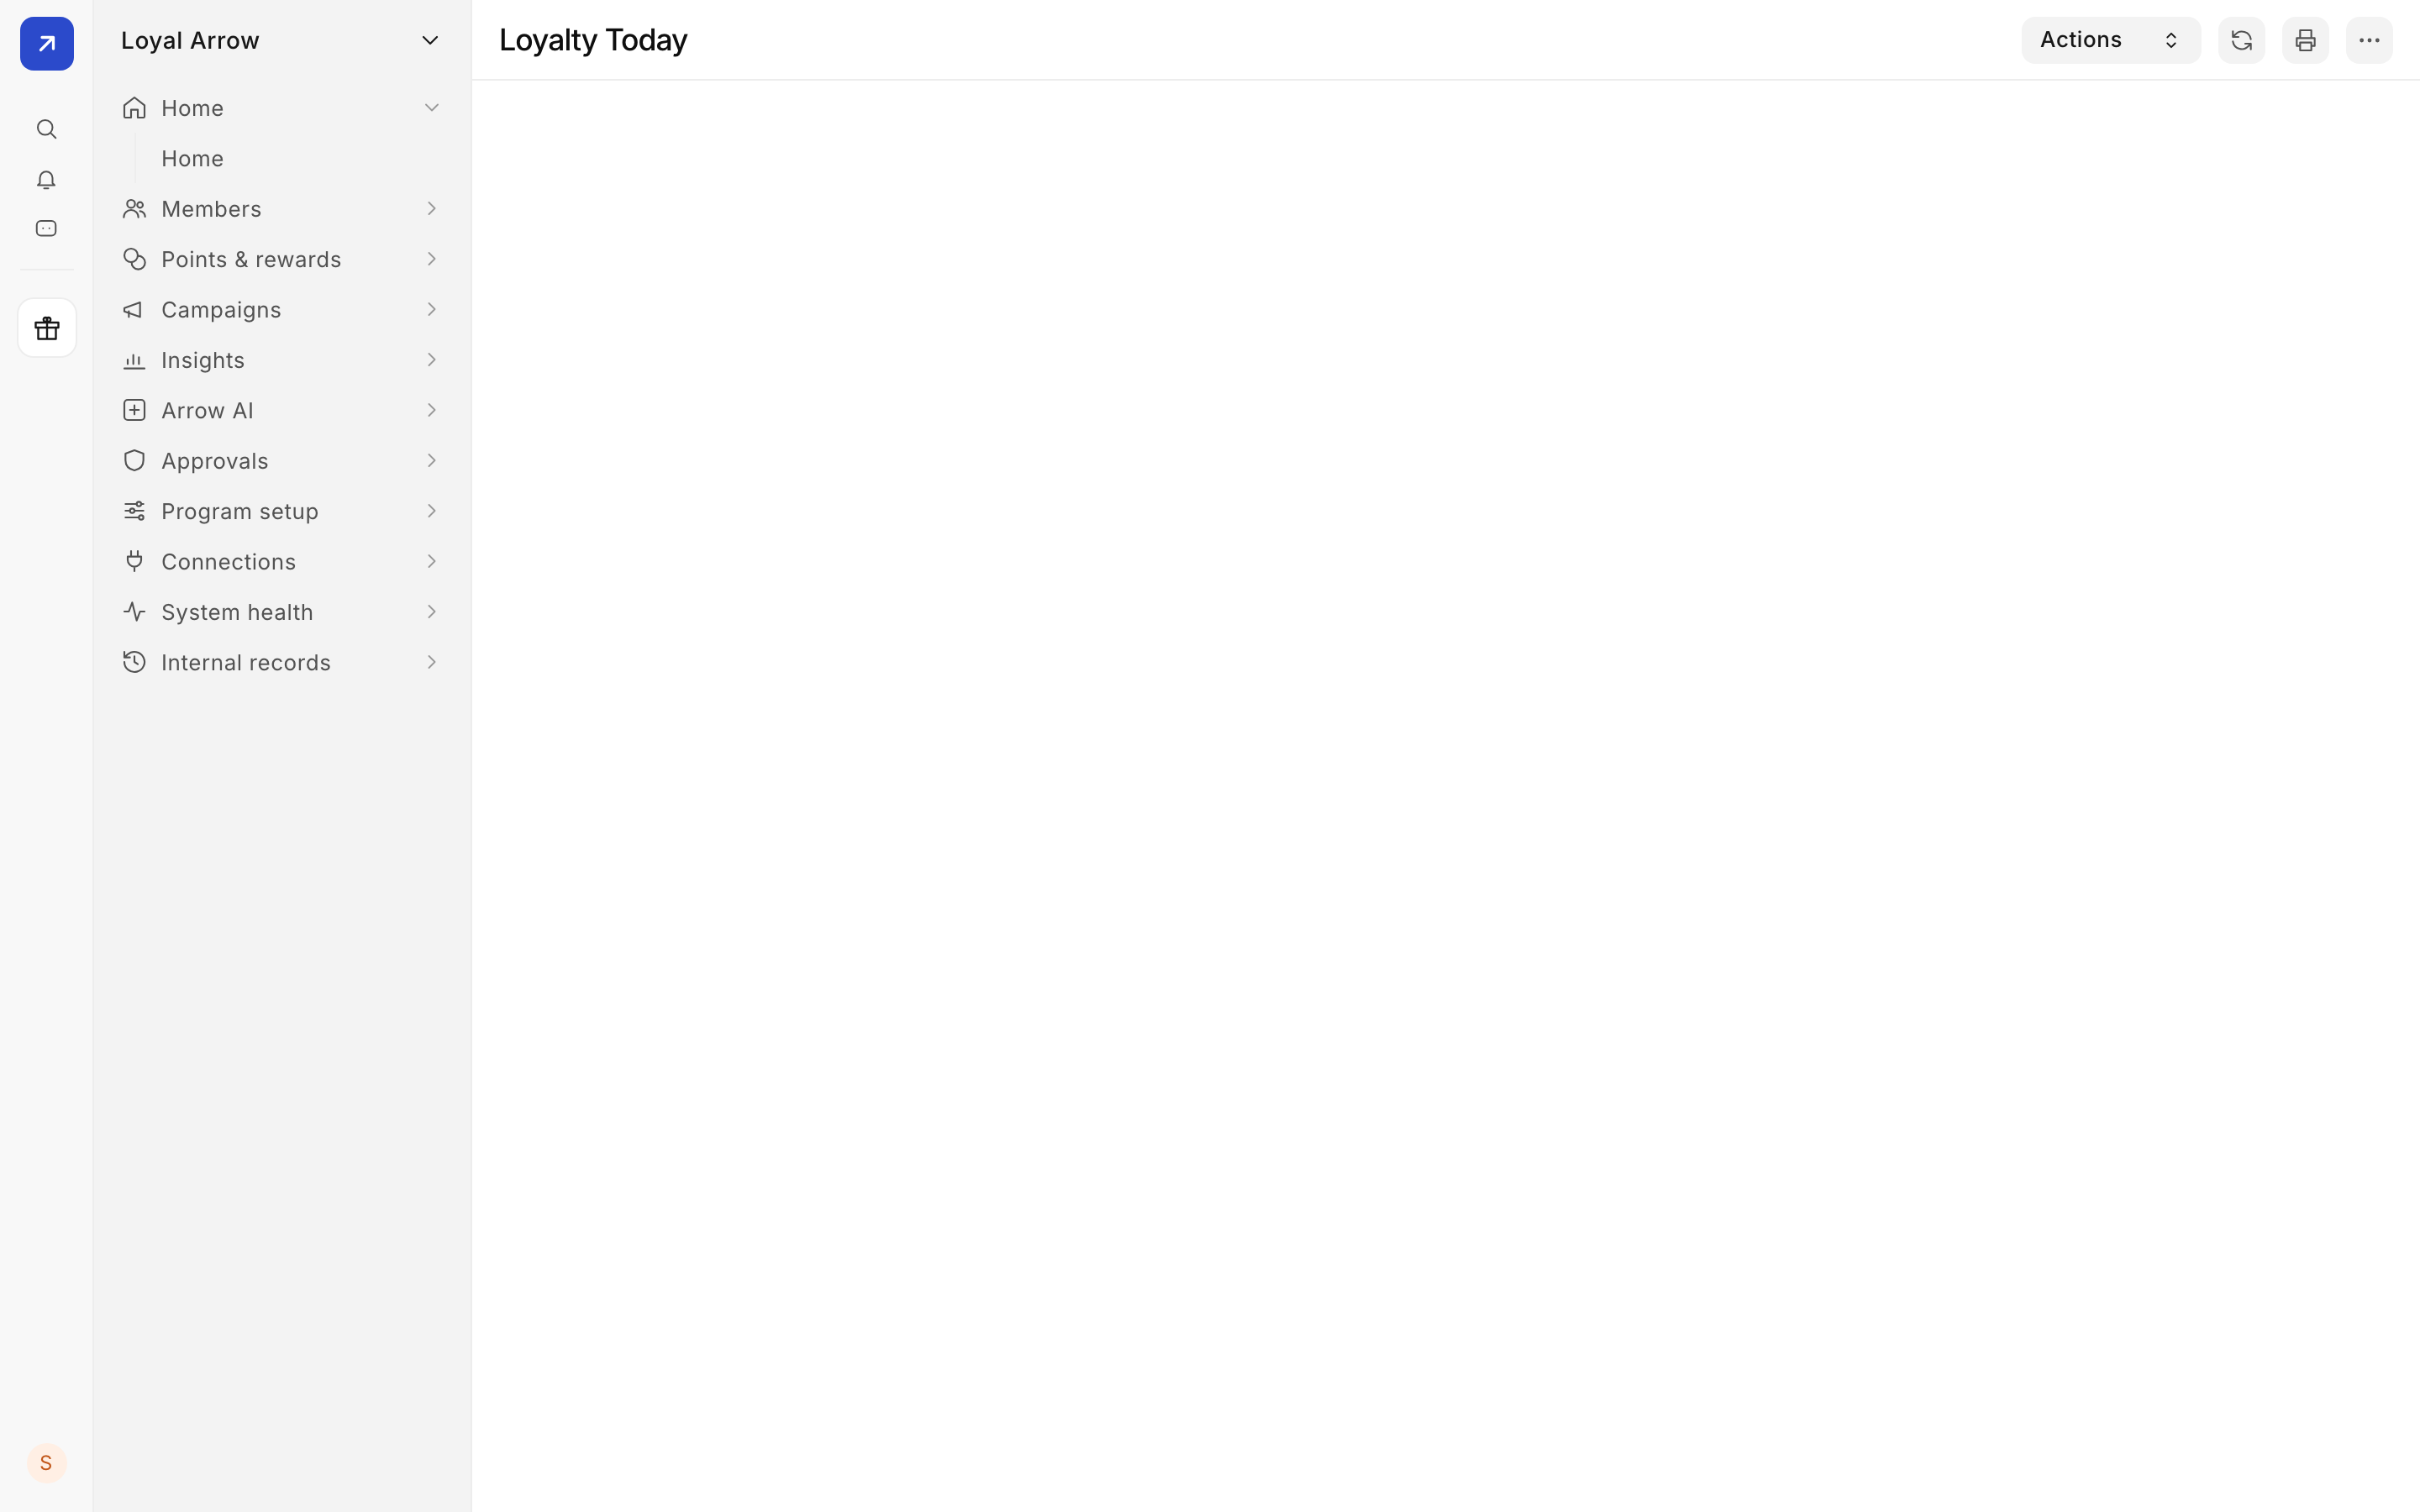 Loyal Arrow
Home
Home
Members
Points & rewards
Campaigns
Insights
Arrow AI
Approvals
Program setup
Connections
System health
Internal records
S
Loyalty Today
Actions